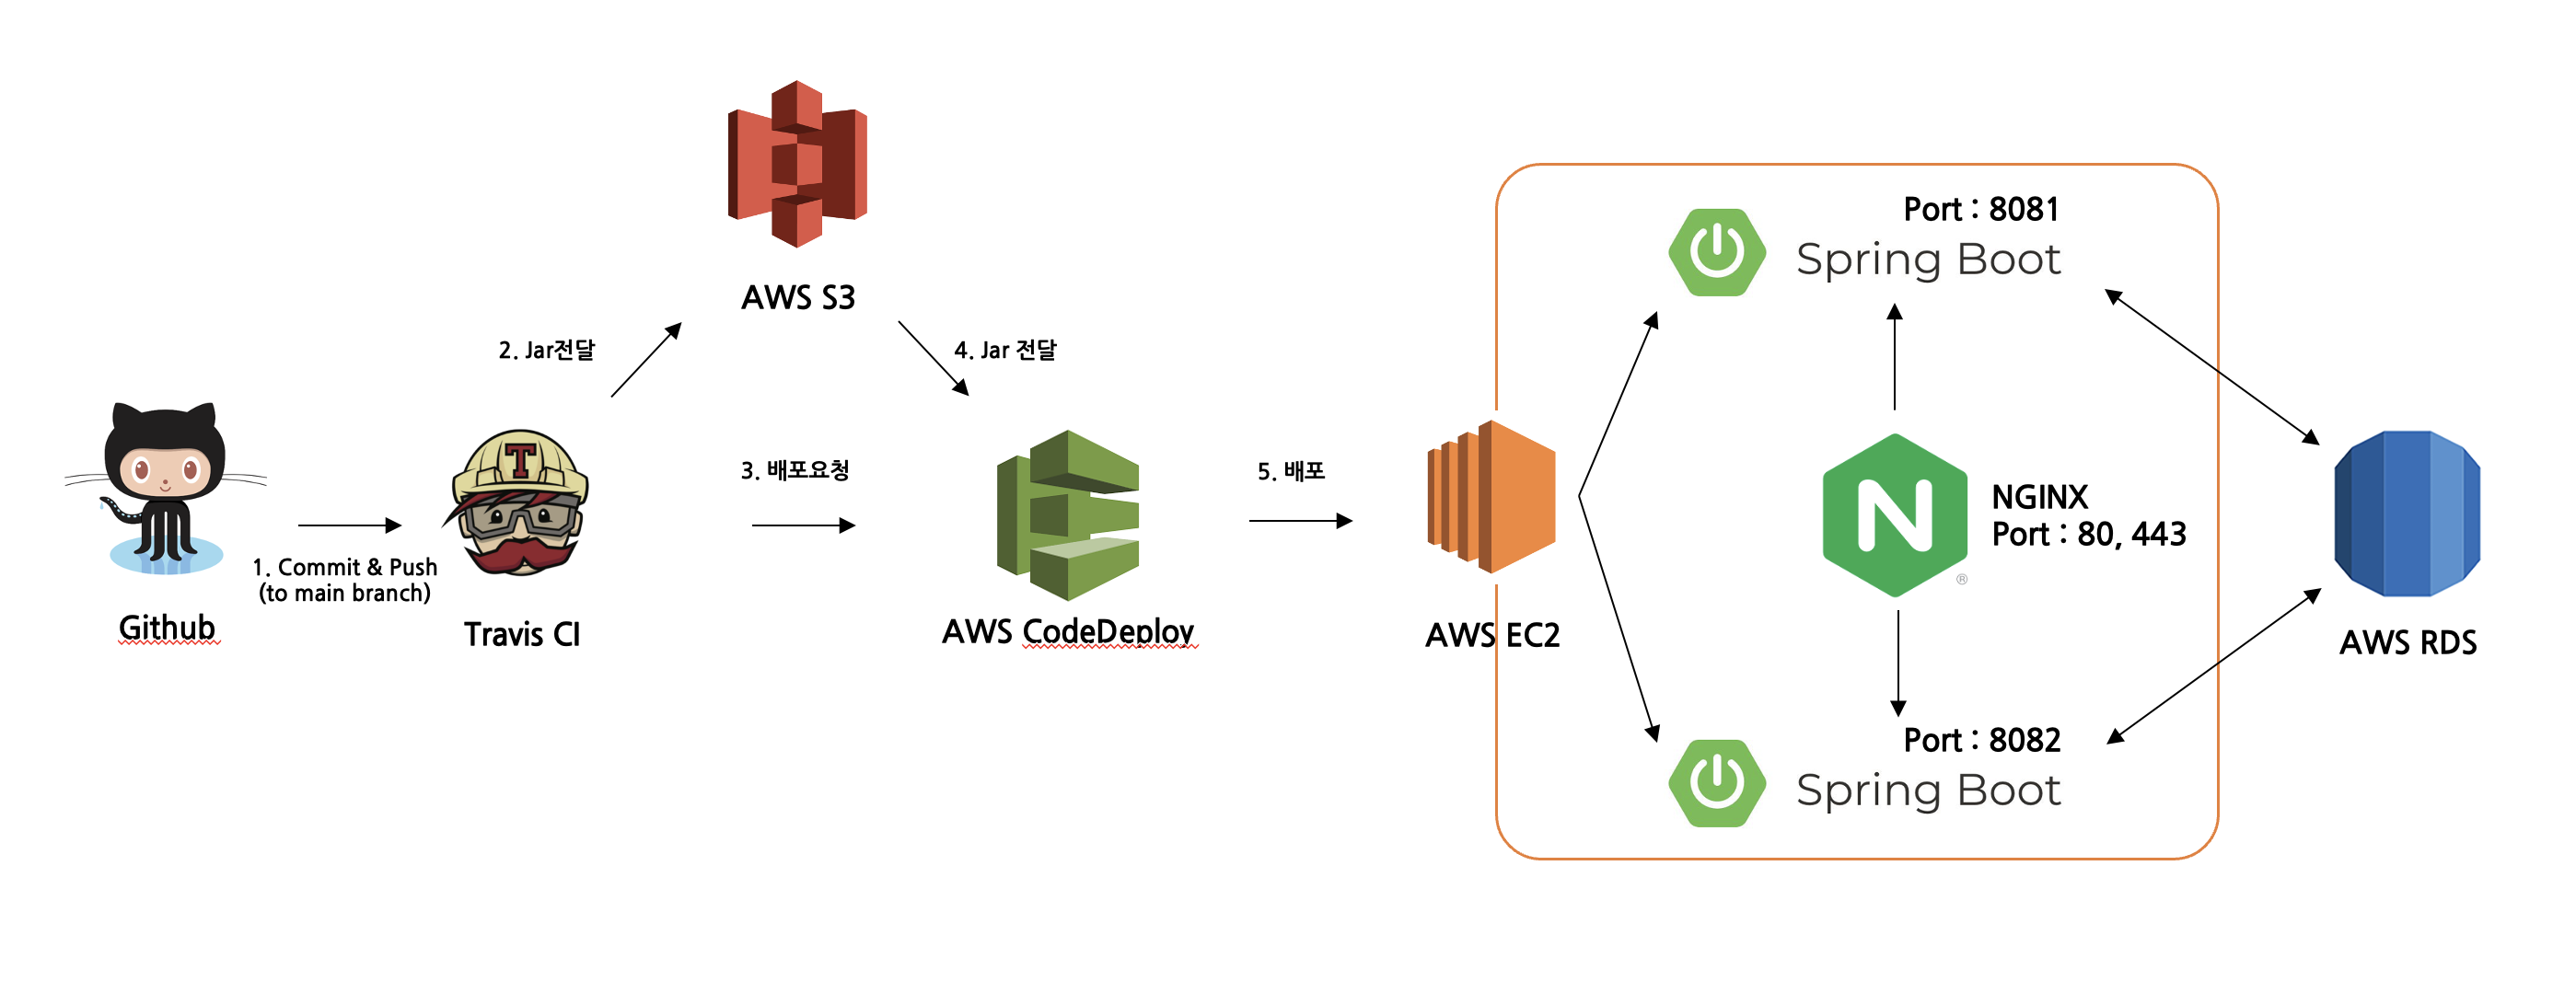 AWS S3
2. Jar전달
4. Jar 전달
1. Commit & Push
(to main branch)
Github
T
Travis CI
3. 배포요청
AWS CodeDeploy
5. 배포
AWS EC2
Port : 8081
Spring Boot
N
®
NGINX
Port : 80, 443
Port : 8082
Spring Boot
AWS RDS